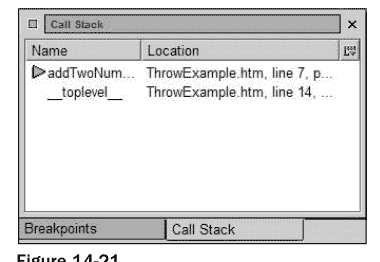 Call Stack
Name Location
addTwoNum... ThrowExample.htm, line 7, p...
__toplevel__ ThrowExample.htm, line 14, ...
Breakpoints Call Stack
Figure 14-21